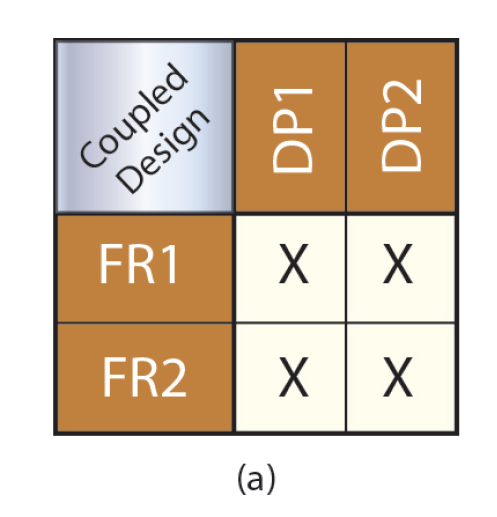 Coupled
Design
DP1
DP2
FR1
X
X
FR2
X
X
(a)